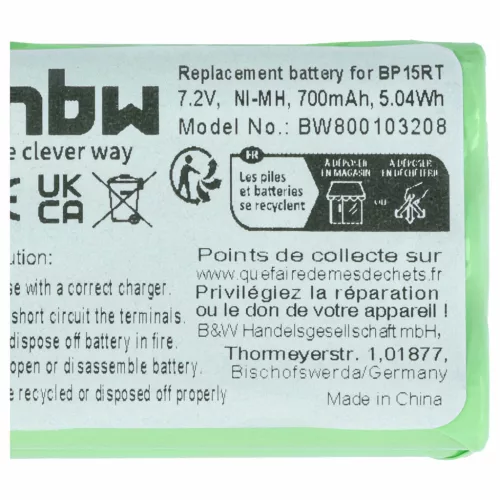 Replacement battery for BP15RT
7.2V, NI-MH, 700mAh, 5.04Wh
Model No.: BW800103208
clever way
UK
CA
FR
Les piles
et batteries
se recyclent
À DÉPOSER
EN MAGASIN
OU
À DÉPOSER
EN DÉCHÈTERIE
Points de collecte sur
www.quefairedemesdechets.fr
Privilégiez la réparation
ou le don de votre appareil !
B&W Handelsgesellschaft mbH,
Thormeyerstr. 1,01877,
Bischofswerda/Germany
Made in China
ution:
se with a correct charger.
short circuit the terminals.
dispose off battery in fire.
open or disassemble battery.
e recycled or disposed off properly